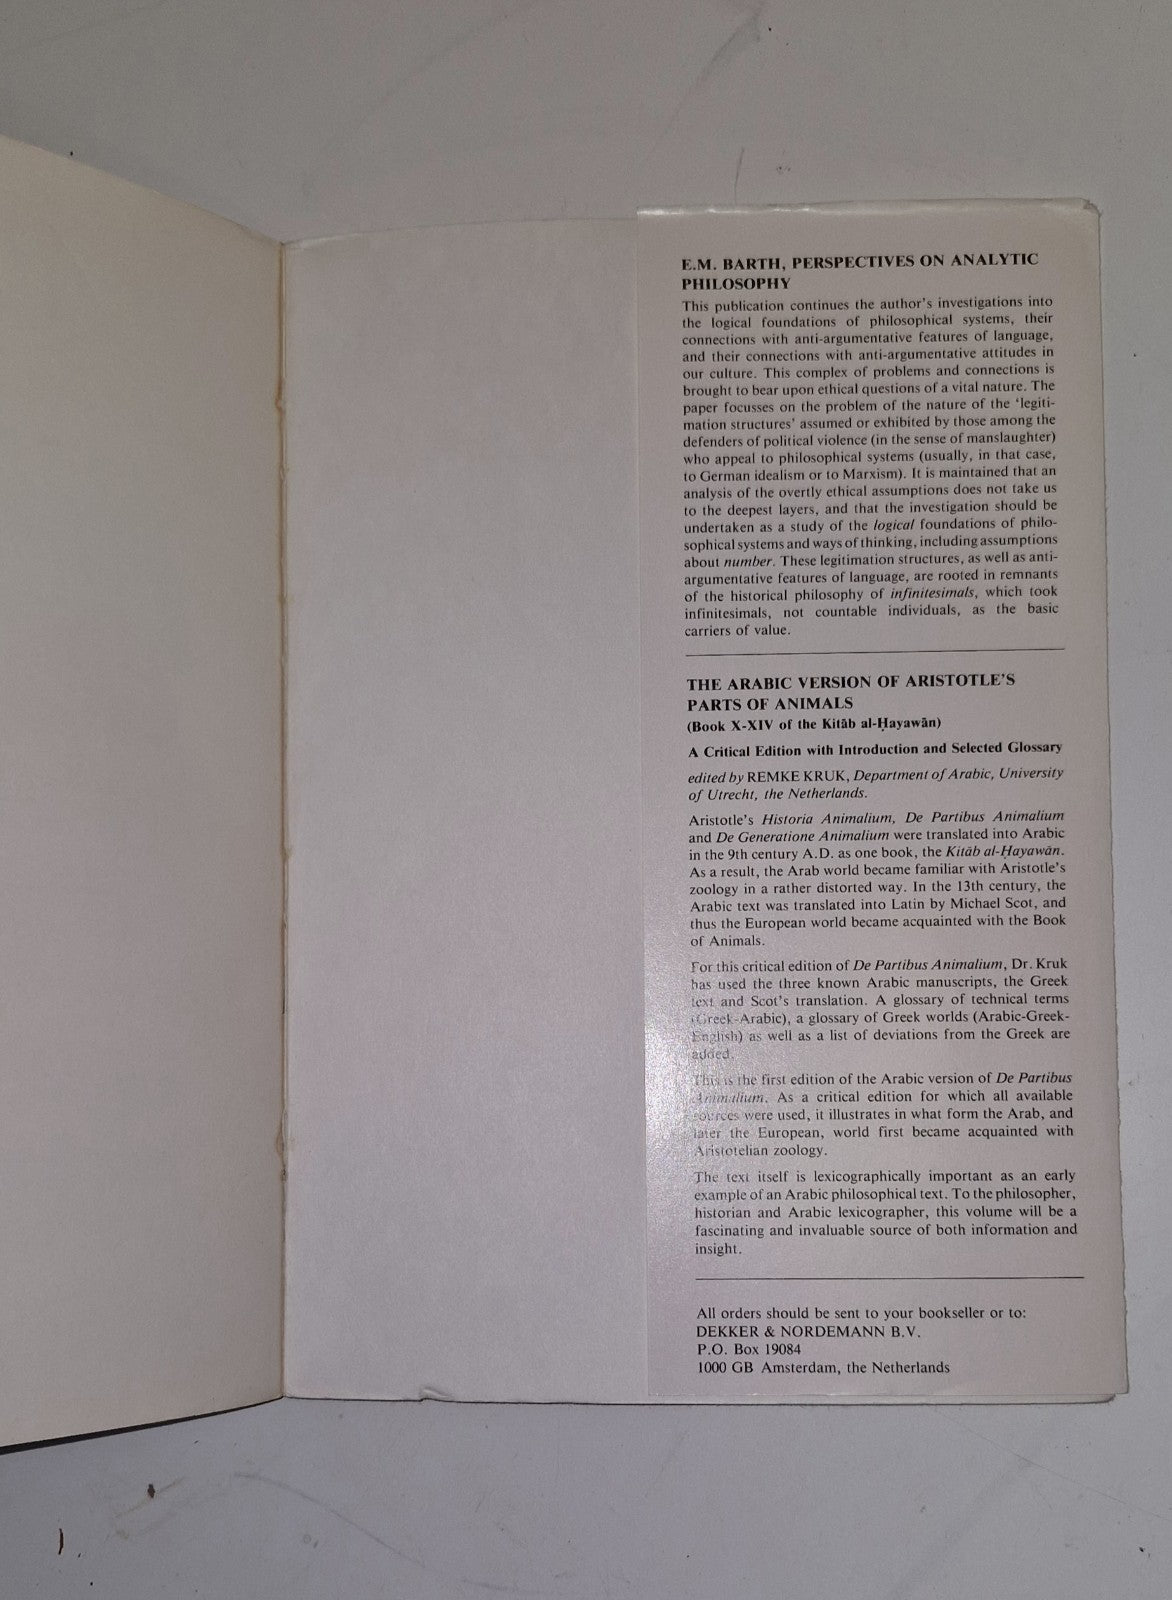 E.M. BARTH, PERSPECTIVES ON ANALYTIC
PHILOSOPHY
This publication continues the author's investigations into
the logical foundations of philosophical systems, their
connections with anti-argumentative features of language,
and their connections with anti-argumentative attitudes in
our culture. This complex of problems and connections is
brought to bear upon ethical questions of a vital nature. The
paper focusses on the problem of the nature of the 'legiti-
mation structures' assumed or exhibited by those among the
defenders of political violence (in the sense of manslaughter)
who appeal to philosophical systems (usually, in that case,
to German idealism or to Marxism). It is maintained that an
analysis of the overtly ethical assumptions does not take us
to the deepest layers, and that the investigation should be
undertaken as a study of the logical foundations of philo-
sophical systems and ways of thinking, including assumptions
about number. These legitimation structures, as well as anti-
argumentative features of language, are rooted in remnants
of the historical philosophy of infinitesimals, which took
infinitesimals, not countable individuals, as the basic
carriers of value.
THE ARABIC VERSION OF ARISTOTLE'S
PARTS OF ANIMALS
(Book X-XIV of the Kitāb al-Ḥayawān)
A Critical Edition with Introduction and Selected Glossary
edited by REMKE KRUK, Department of Arabic, University
of Utrecht, the Netherlands.
Aristotle's Historia Animalium, De Partibus Animalium
and De Generatione Animalium were translated into Arabic
in the 9th century A.D. as one book, the Kitāb al-Ḥayawān.
As a result, the Arab world became familiar with Aristotle's
zoology in a rather distorted way. In the 13th century, the
Arabic text was translated into Latin by Michael Scot, and
thus the European world became acquainted with the Book
of Animals.
For this critical edition of De Partibus Animalium, Dr. Kruk
has used the three known Arabic manuscripts, the Greek
text and Scot's translation. A glossary of technical terms
(Greek-Arabic), a glossary of Greek worlds (Arabic-Greek-
English) as well as a list of deviations from the Greek are
added.
This is the first edition of the Arabic version of De Partibus
Animalium. As a critical edition for which all available
sources were used, it illustrates in what form the Arab, and
later the European, world first became acquainted with
Aristotelian zoology.
The text itself is lexicographically important as an early
example of an Arabic philosophical text. To the philosopher,
historian and Arabic lexicographer, this volume will be a
fascinating and invaluable source of both information and
insight.
All orders should be sent to your bookseller or to:
DEKKER & NORDEMANN B.V.
P.O. Box 19084
1000 GB Amsterdam, the Netherlands